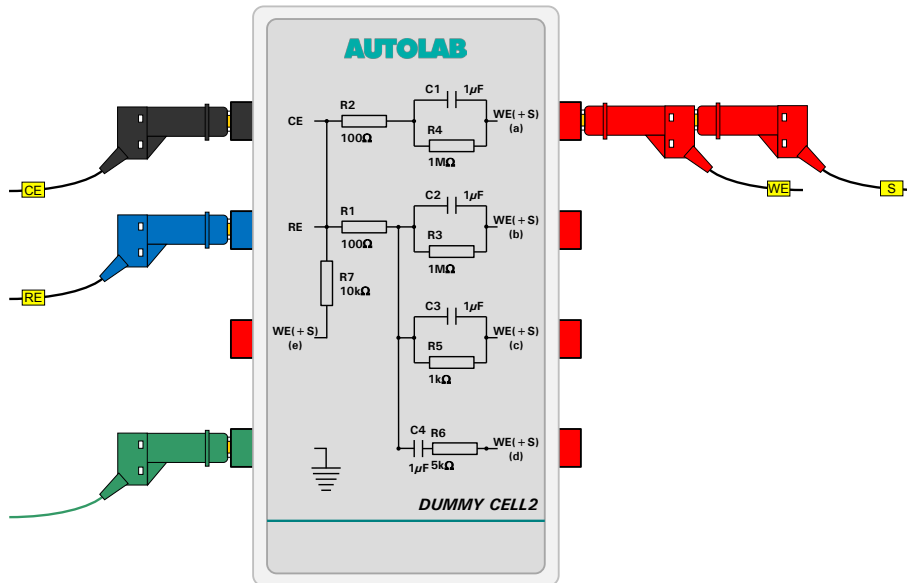 AUTOLAB
C1 1µF
R2
CE
WE(+S)
(a)
R4
100Ω
1MΩ
CE
WE
S
C2 1µF
R1
RE
WE(+S)
(b)
R3
100Ω
1MΩ
R7
10kΩ
RE
C3 1µF
WE(+S)
(e)
WE(+S)
(c)
R5
1kΩ
C4 R6
WE(+S)
(d)
1µF 5kΩ
DUMMY CELL2